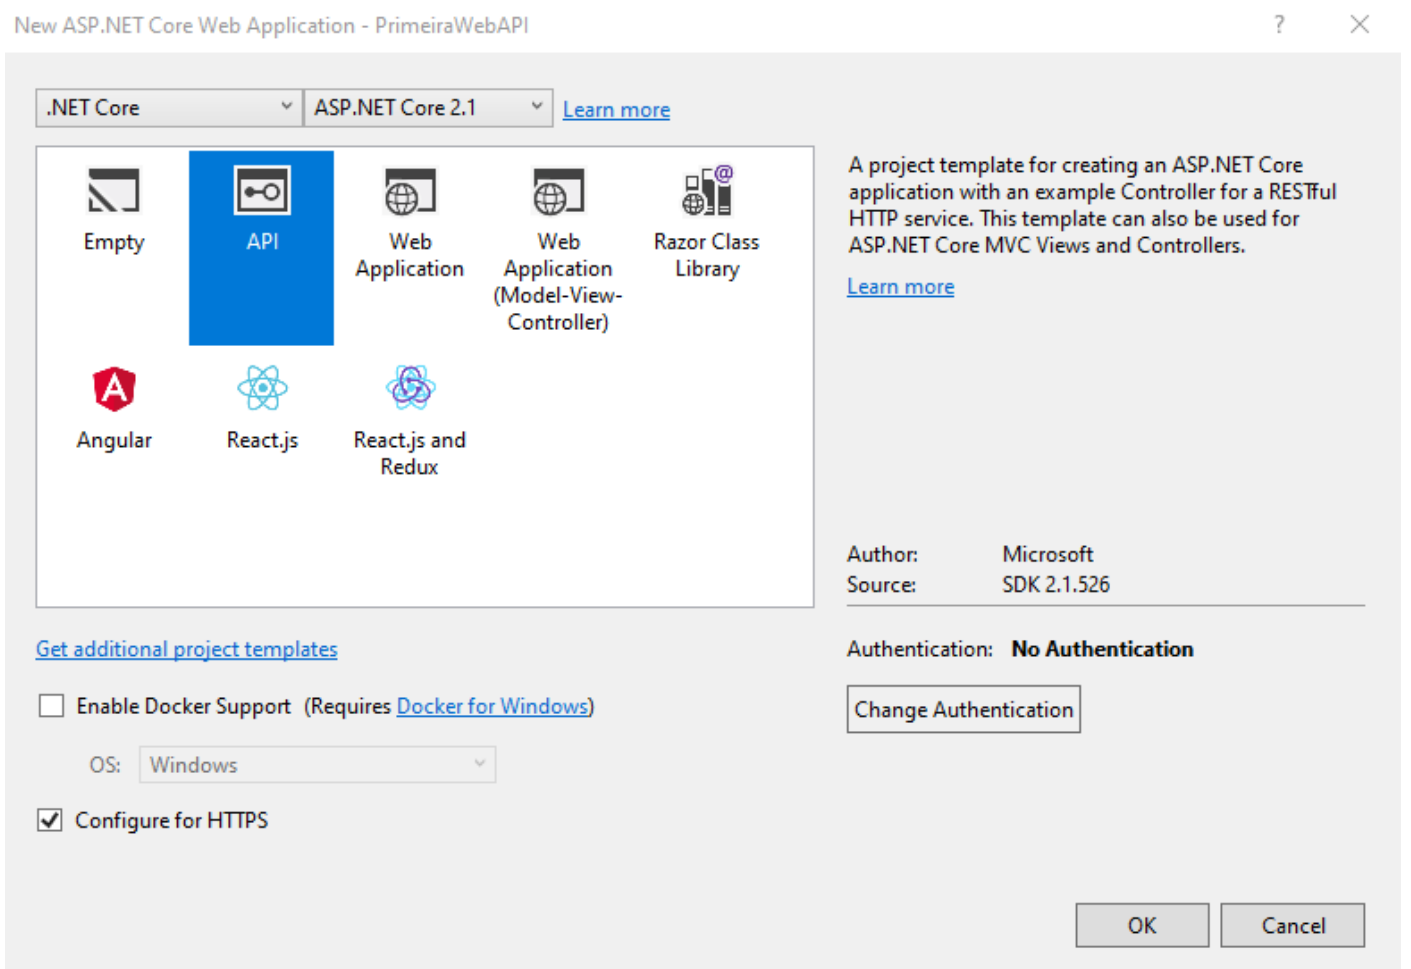 New ASP.NET Core Web Application - PrimeiraWebAPI
?
.NET Core
ASP.NET Core 2.1
Learn more
Empty
API
Web
Application
Web
Application
(Model-View-
Controller)
Razor Class
Library
Angular
React.js
React.js and
Redux
A project template for creating an ASP.NET Core
application with an example Controller for a RESTful
HTTP service. This template can also be used for
ASP.NET Core MVC Views and Controllers.
Learn more
Author: Microsoft
Source: SDK 2.1.526
Get additional project templates
Authentication: No Authentication
Enable Docker Support (Requires Docker for Windows)
Change Authentication
OS: Windows
Configure for HTTPS
OK
Cancel